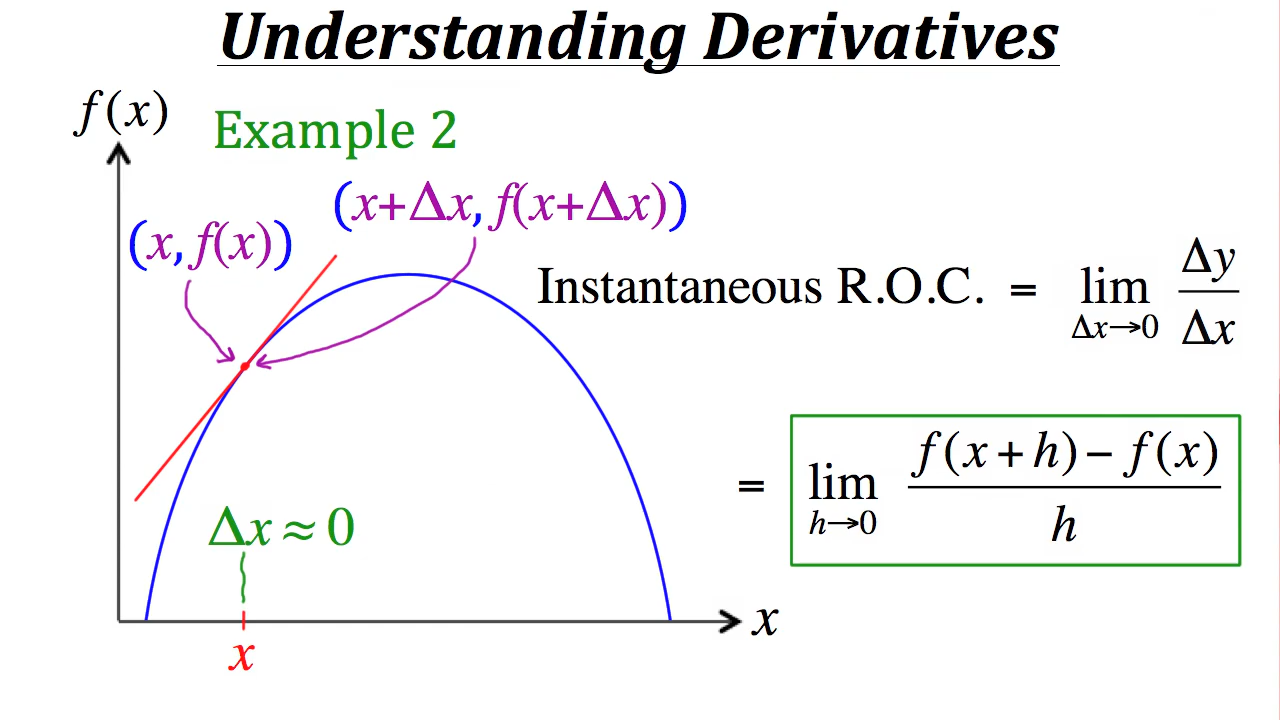 Understanding Derivatives
f(x)
Example 2
(x+Δx, f(x+Δx))
(x, f(x))
Instantaneous R.O.C. = lim Δx→0 Δy/Δx
= lim h→0 f(x+h)−f(x)/h
Δx≈0
x
x